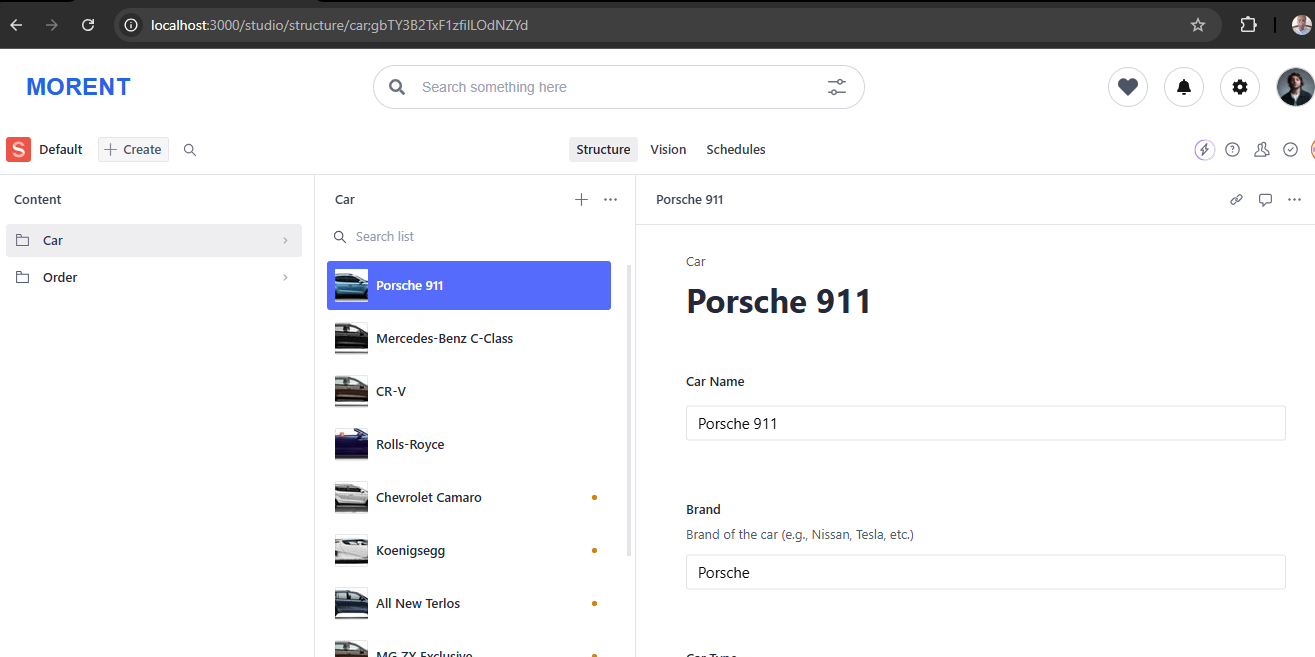 localhost:3000/studio/structure/car;gbTY3B2TxF1zfilLOdNZYd
MORENT
Search something here
S Default Create
Structure Vision Schedules
Content
Car
Order
Car
Search list
Porsche 911
Mercedes-Benz C-Class
CR-V
Rolls-Royce
Chevrolet Camaro
Koenigsegg
All New Terlos
MG ZX Exclusive
Porsche 911
Car
Porsche 911
Car Name
Porsche 911
Brand
Brand of the car (e.g., Nissan, Tesla, etc.)
Porsche
Car Type